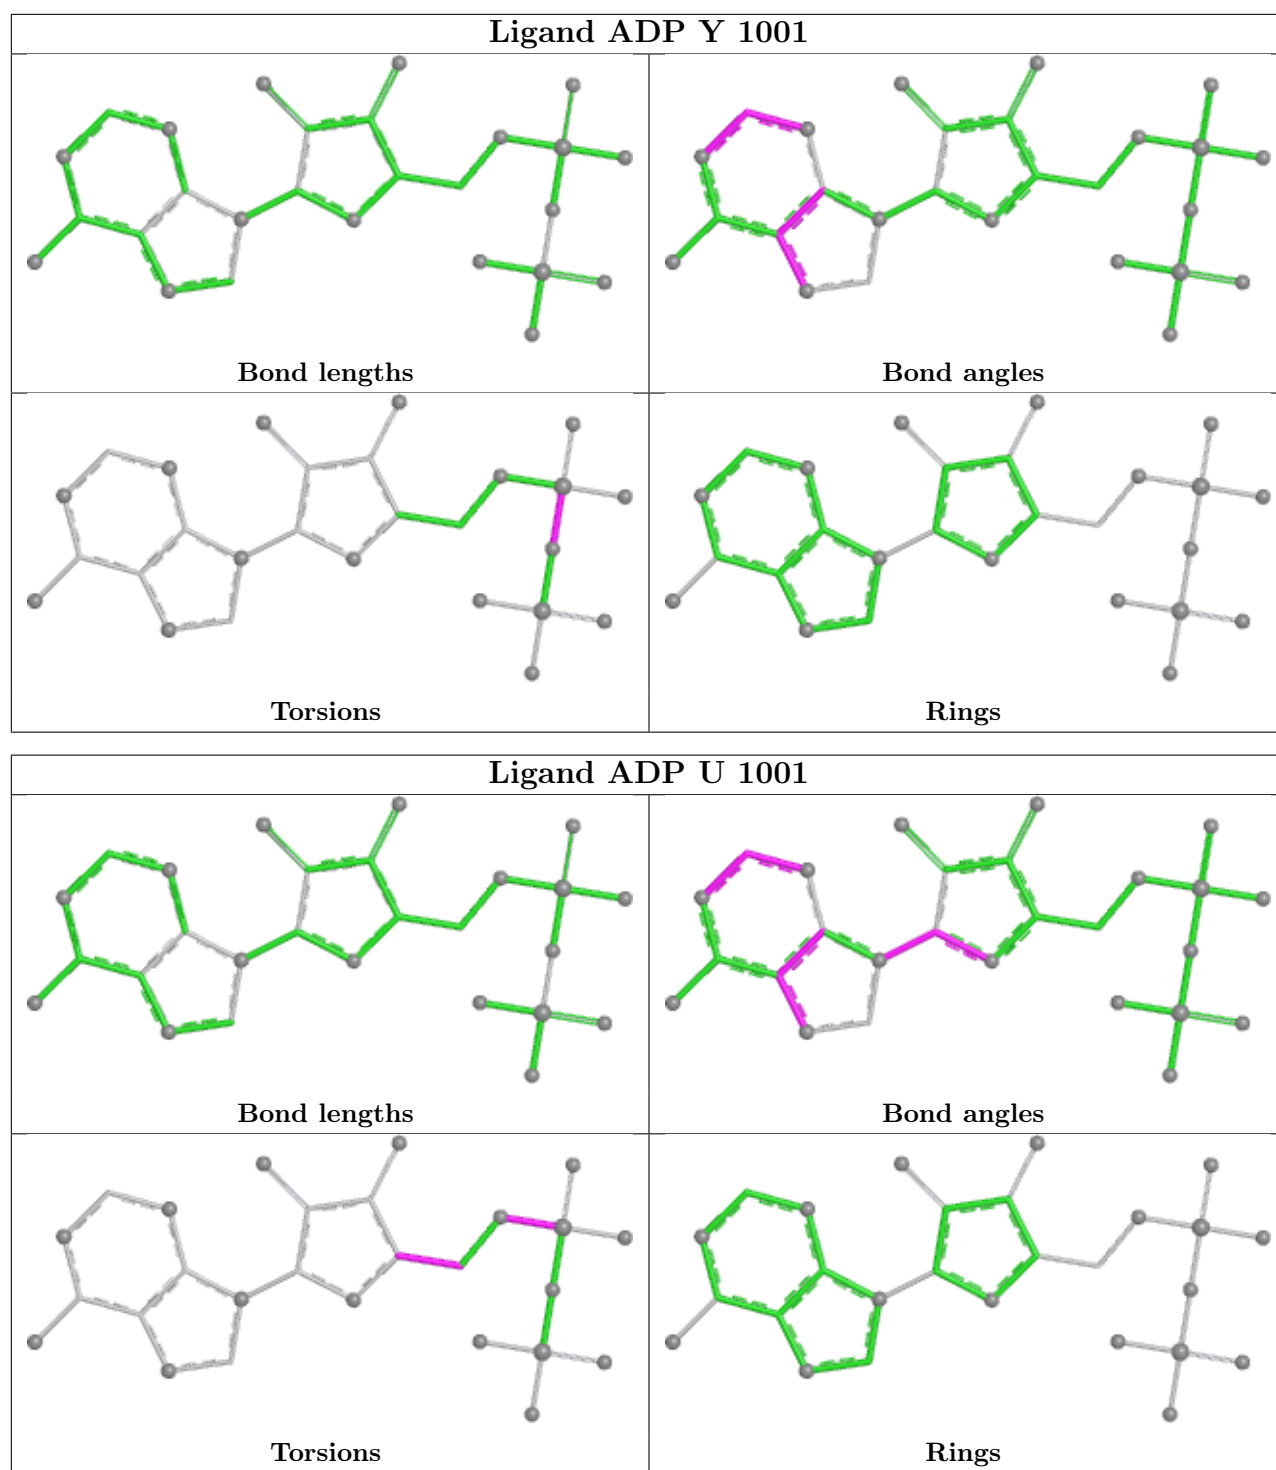 Ligand ADP Y 1001
Bond lengths
Bond angles
Torsions
Rings
Ligand ADP U 1001
Bond lengths
Bond angles
Torsions
Rings